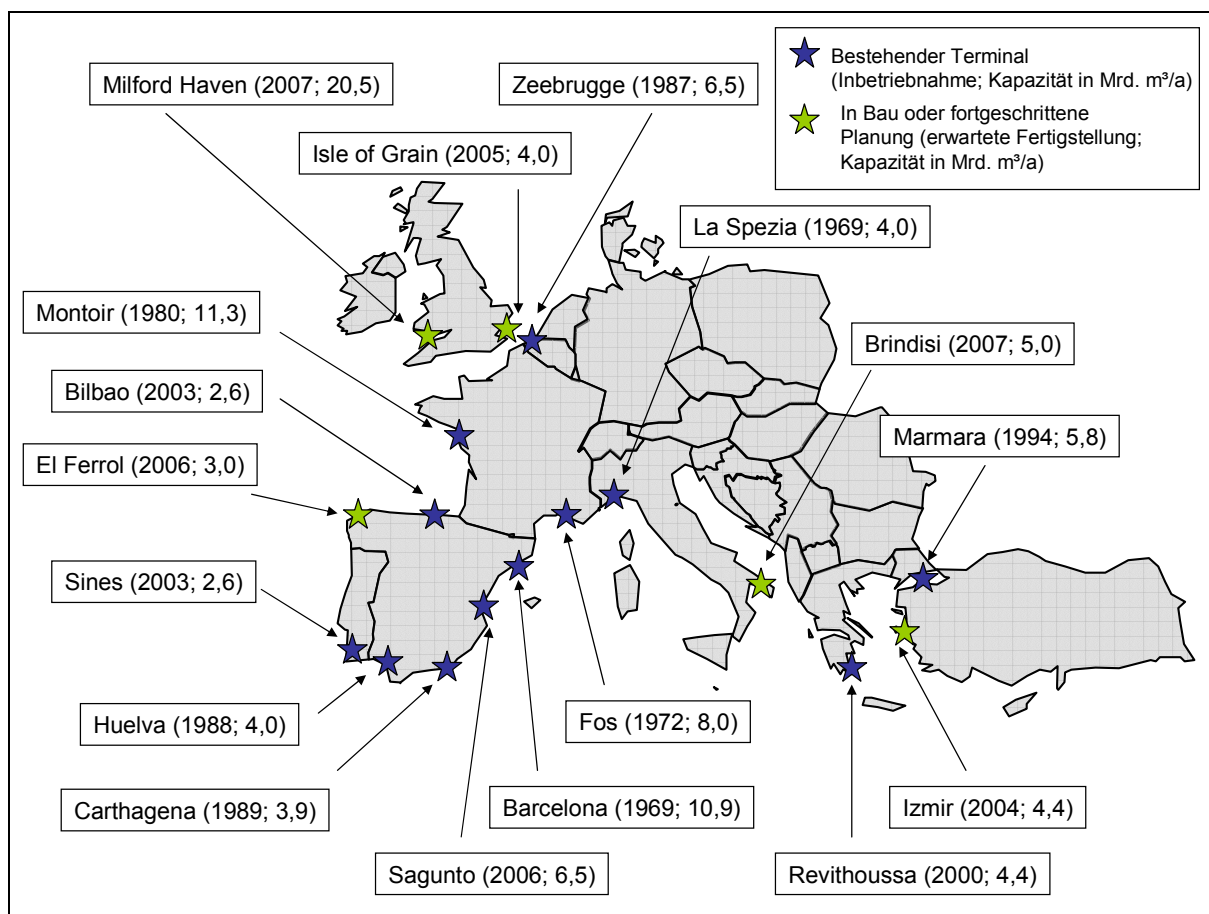 Milford Haven (2007; 20,5)
Zeebrugge (1987; 6,5)
Bestehender Terminal
(Inbetriebnahme; Kapazität in Mrd. m³/a)
In Bau oder fortgeschrittene
Planung (erwartete Fertigstellung;
Kapazität in Mrd. m³/a)
Isle of Grain (2005; 4,0)
La Spezia (1969; 4,0)
Montoir (1980; 11,3)
Brindisi (2007; 5,0)
Bilbao (2003; 2,6)
Marmara (1994; 5,8)
El Ferrol (2006; 3,0)
Sines (2003; 2,6)
Huelva (1988; 4,0)
Fos (1972; 8,0)
Carthagena (1989; 3,9)
Barcelona (1969; 10,9)
Izmir (2004; 4,4)
Sagunto (2006; 6,5)
Revithoussa (2000; 4,4)